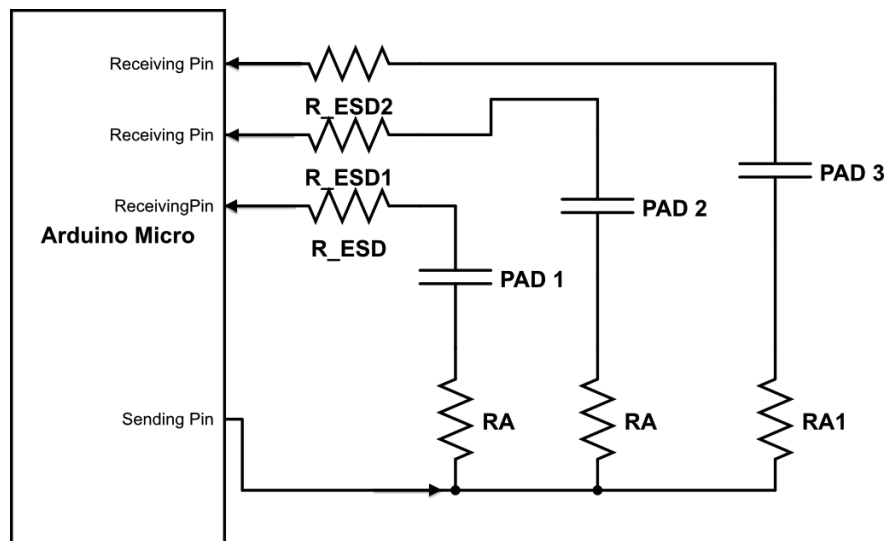 Receiving Pin
R_ESD2
Receiving Pin
R_ESD1
PAD 3
ReceivingPin
PAD 2
Arduino Micro
R_ESD
PAD 1
Sending Pin
RA
RA
RA1